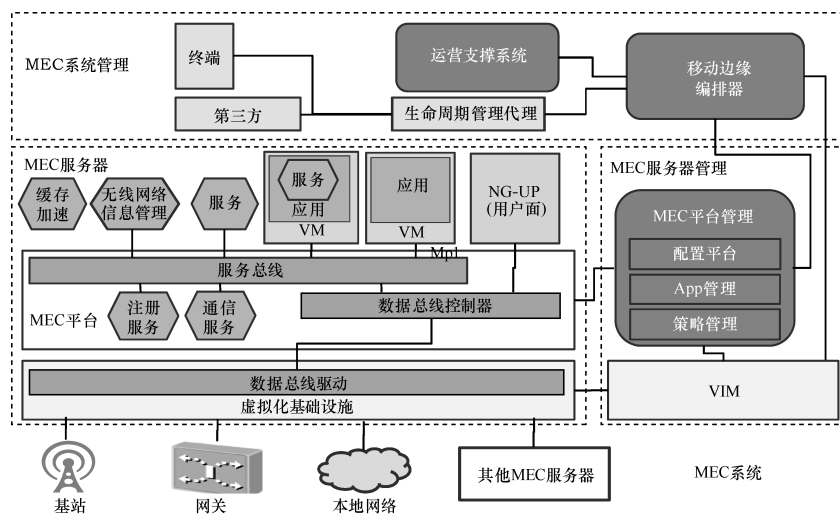 MEC系统管理
终端
第三方
运营支撑系统
生命周期管理代理
移动边缘
编排器
MEC服务器
缓存
加速
无线网络
信息管理
服务
服务
应用
VM
应用
VM
NG-UP
(用户面)
Mp1
服务总线
MEC平台
注册
服务
通信
服务
数据总线控制器
数据总线驱动
虚拟化基础设施
MEC服务器管理
MEC平台管理
配置平台
App管理
策略管理
VIM
基站
网关
本地网络
其他MEC服务器
MEC系统